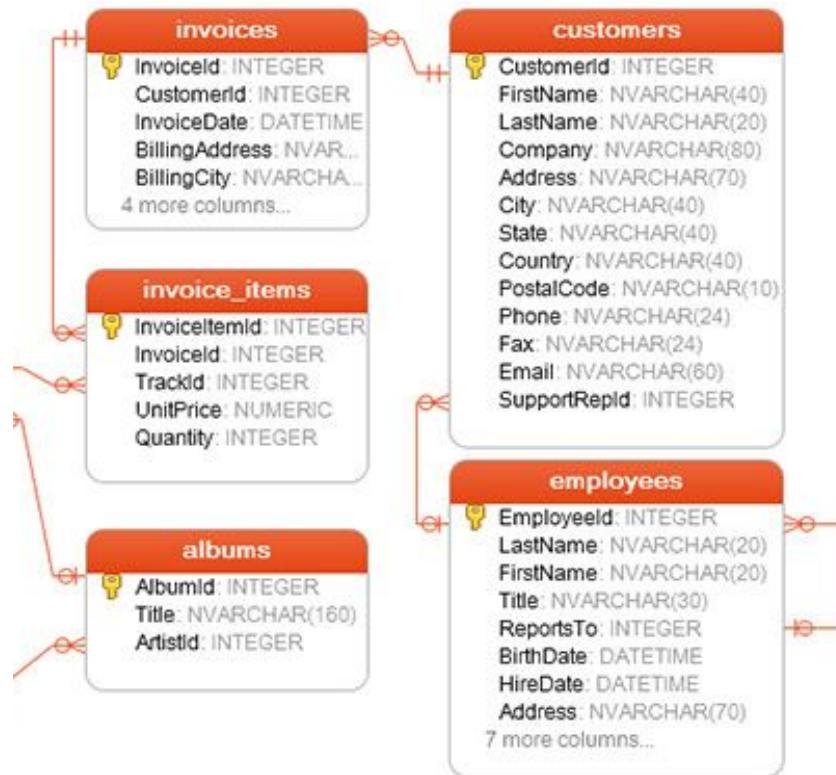 invoices
InvoiceId: INTEGER
CustomerId: INTEGER
InvoiceDate: DATETIME
BillingAddress: NVAR...
BillingCity: NVARCHA...
4 more columns...
customers
CustomerId: INTEGER
FirstName: NVARCHAR(40)
LastName: NVARCHAR(20)
Company: NVARCHAR(80)
Address: NVARCHAR(70)
City: NVARCHAR(40)
State: NVARCHAR(40)
Country: NVARCHAR(40)
PostalCode: NVARCHAR(10)
Phone: NVARCHAR(24)
Fax: NVARCHAR(24)
Email: NVARCHAR(60)
SupportRepId: INTEGER
invoice_items
InvoiceItemId: INTEGER
InvoiceId: INTEGER
TrackId: INTEGER
UnitPrice: NUMERIC
Quantity: INTEGER
employees
EmployeeId: INTEGER
LastName: NVARCHAR(20)
FirstName: NVARCHAR(20)
Title: NVARCHAR(30)
ReportsTo: INTEGER
BirthDate: DATETIME
HireDate: DATETIME
Address: NVARCHAR(70)
7 more columns...
albums
AlbumId: INTEGER
Title: NVARCHAR(160)
ArtistId: INTEGER